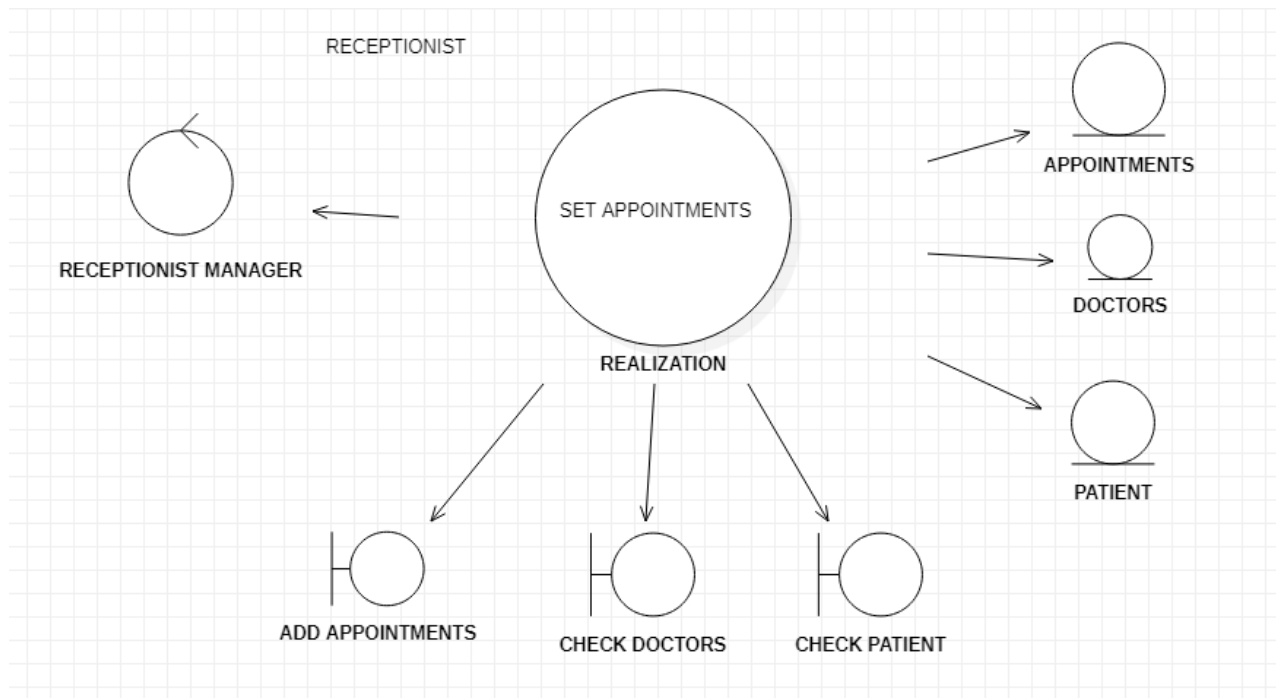 RECEPTIONIST
SET APPOINTMENTS
REALIZATION
RECEPTIONIST MANAGER
APPOINTMENTS
DOCTORS
PATIENT
ADD APPOINTMENTS
CHECK DOCTORS
CHECK PATIENT